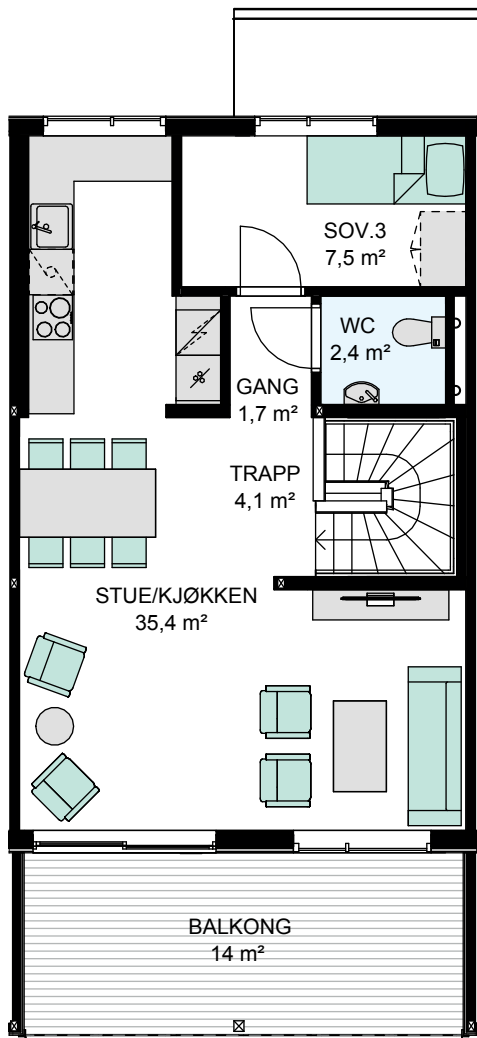 SOV.3
7,5 m²
WC
2,4 m²
GANG
1,7 m²
TRAPP
4,1 m²
STUE/KJØKKEN
35,4 m²
BALKONG
14 m²